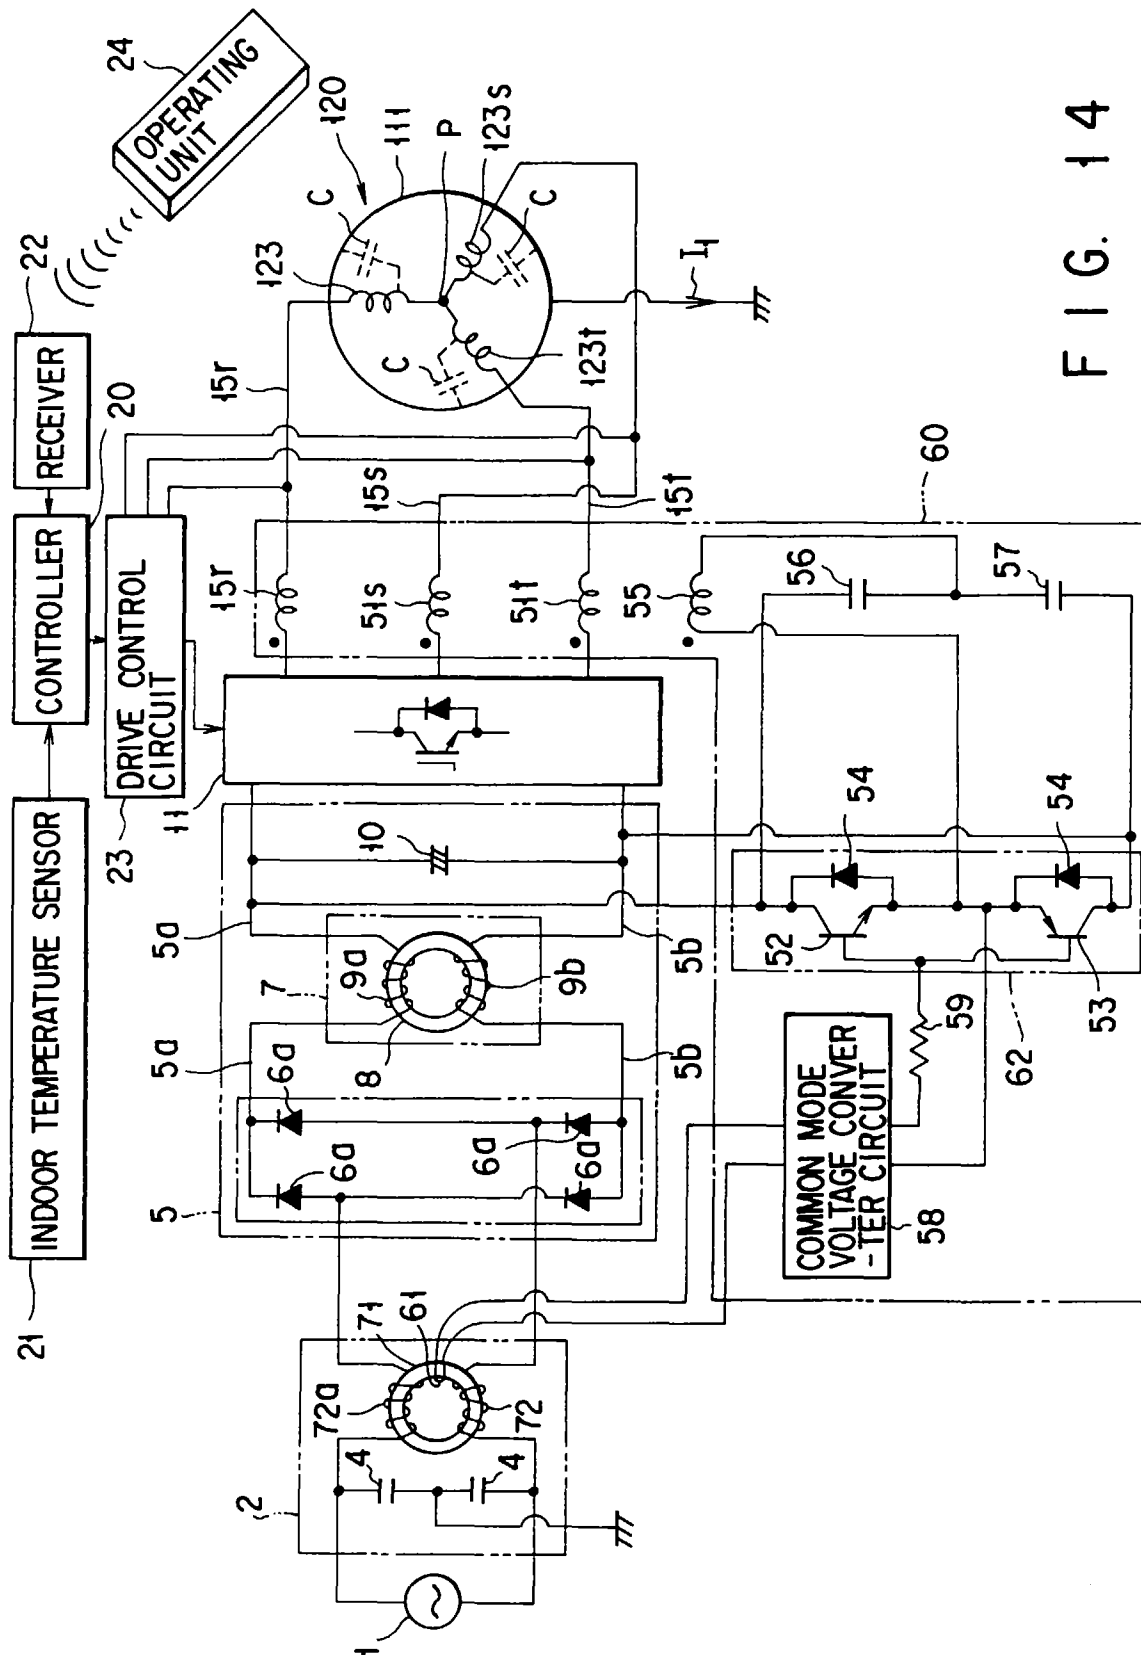 21
INDOOR TEMPERATURE SENSOR
CONTROLLER
20
RECEIVER
22
24
OPERATING
UNIT
23
DRIVE CONTROL
CIRCUIT
11
5
5a
5a
6a
6a
6a
6a
7
9a
8
9b
5b
5b
10
15r
51s
51t
55
15r
15s
15t
123
C
C
C
120
111
P
123s
123t
I1
2
72a
71
61
72
4
4
1
60
56
57
54
54
52
53
59
62
COMMON MODE
VOLTAGE CONVER
-TER CIRCUIT
58
FIG. 14